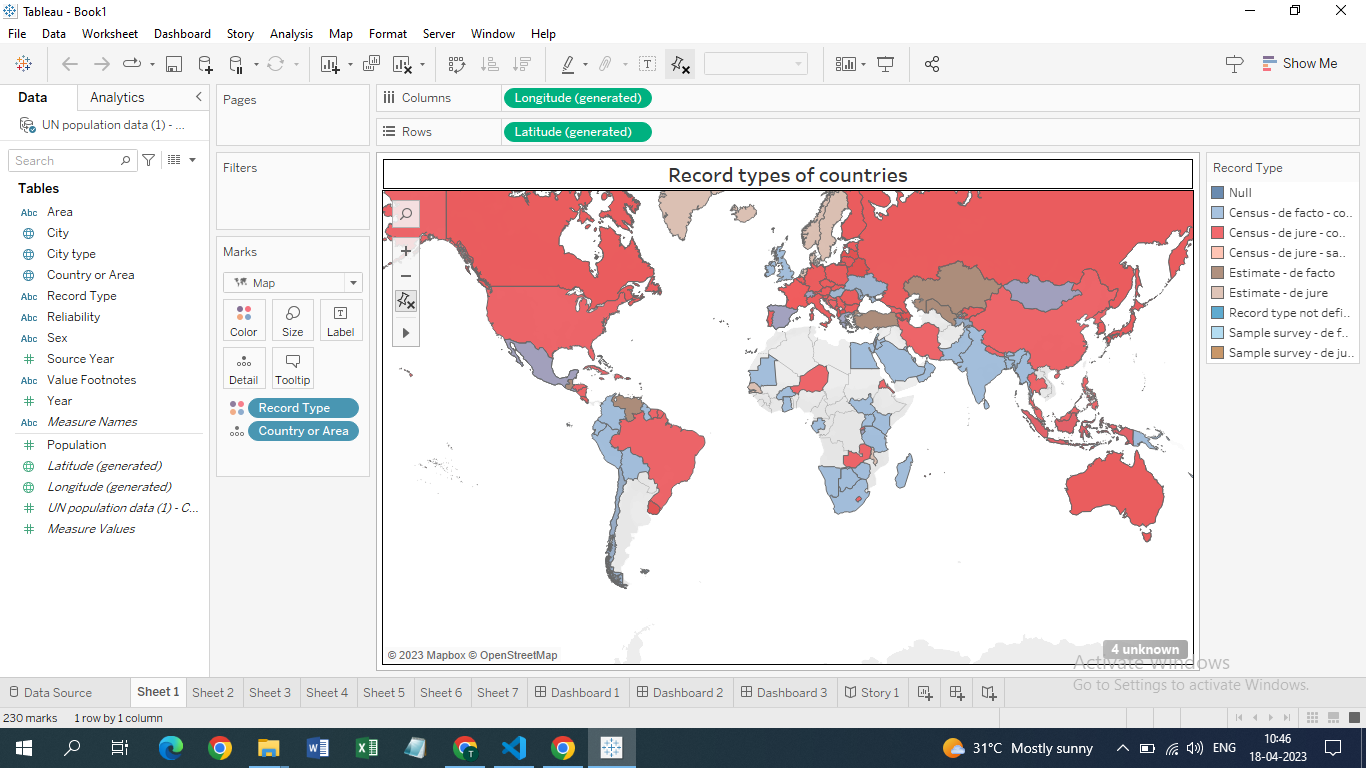 Tableau - Book1
File Data Worksheet Dashboard Story Analysis Map Format Server Window Help
Show Me
Data Analytics
UN population data (1) - ...
Search
Tables
Abc Area
City
City type
Country or Area
Abc Record Type
Abc Reliability
Abc Sex
Source Year
Value Footnotes
Year
Abc Measure Names
Population
Latitude (generated)
Longitude (generated)
UN population data (1) - C...
Measure Values
Pages
Filters
Marks
Map
Color Size Label
Detail Tooltip
Record Type
Country or Area
Columns Longitude (generated)
Rows Latitude (generated)
Record types of countries
© 2023 Mapbox © OpenStreetMap
4 unknown
Record Type
Null
Census - de facto - co..
Census - de jure - co..
Census - de jure - sa..
Estimate - de facto
Estimate - de jure
Record type not defi..
Sample survey - de f..
Sample survey - de ju..
Activate Windows
Go to Settings to activate Windows.
Data Source Sheet 1 Sheet 2 Sheet 3 Sheet 4 Sheet 5 Sheet 6 Sheet 7 Dashboard 1 Dashboard 2 Dashboard 3 Story 1
230 marks 1 row by 1 column
31°C Mostly sunny ENG 10:46
18-04-2023